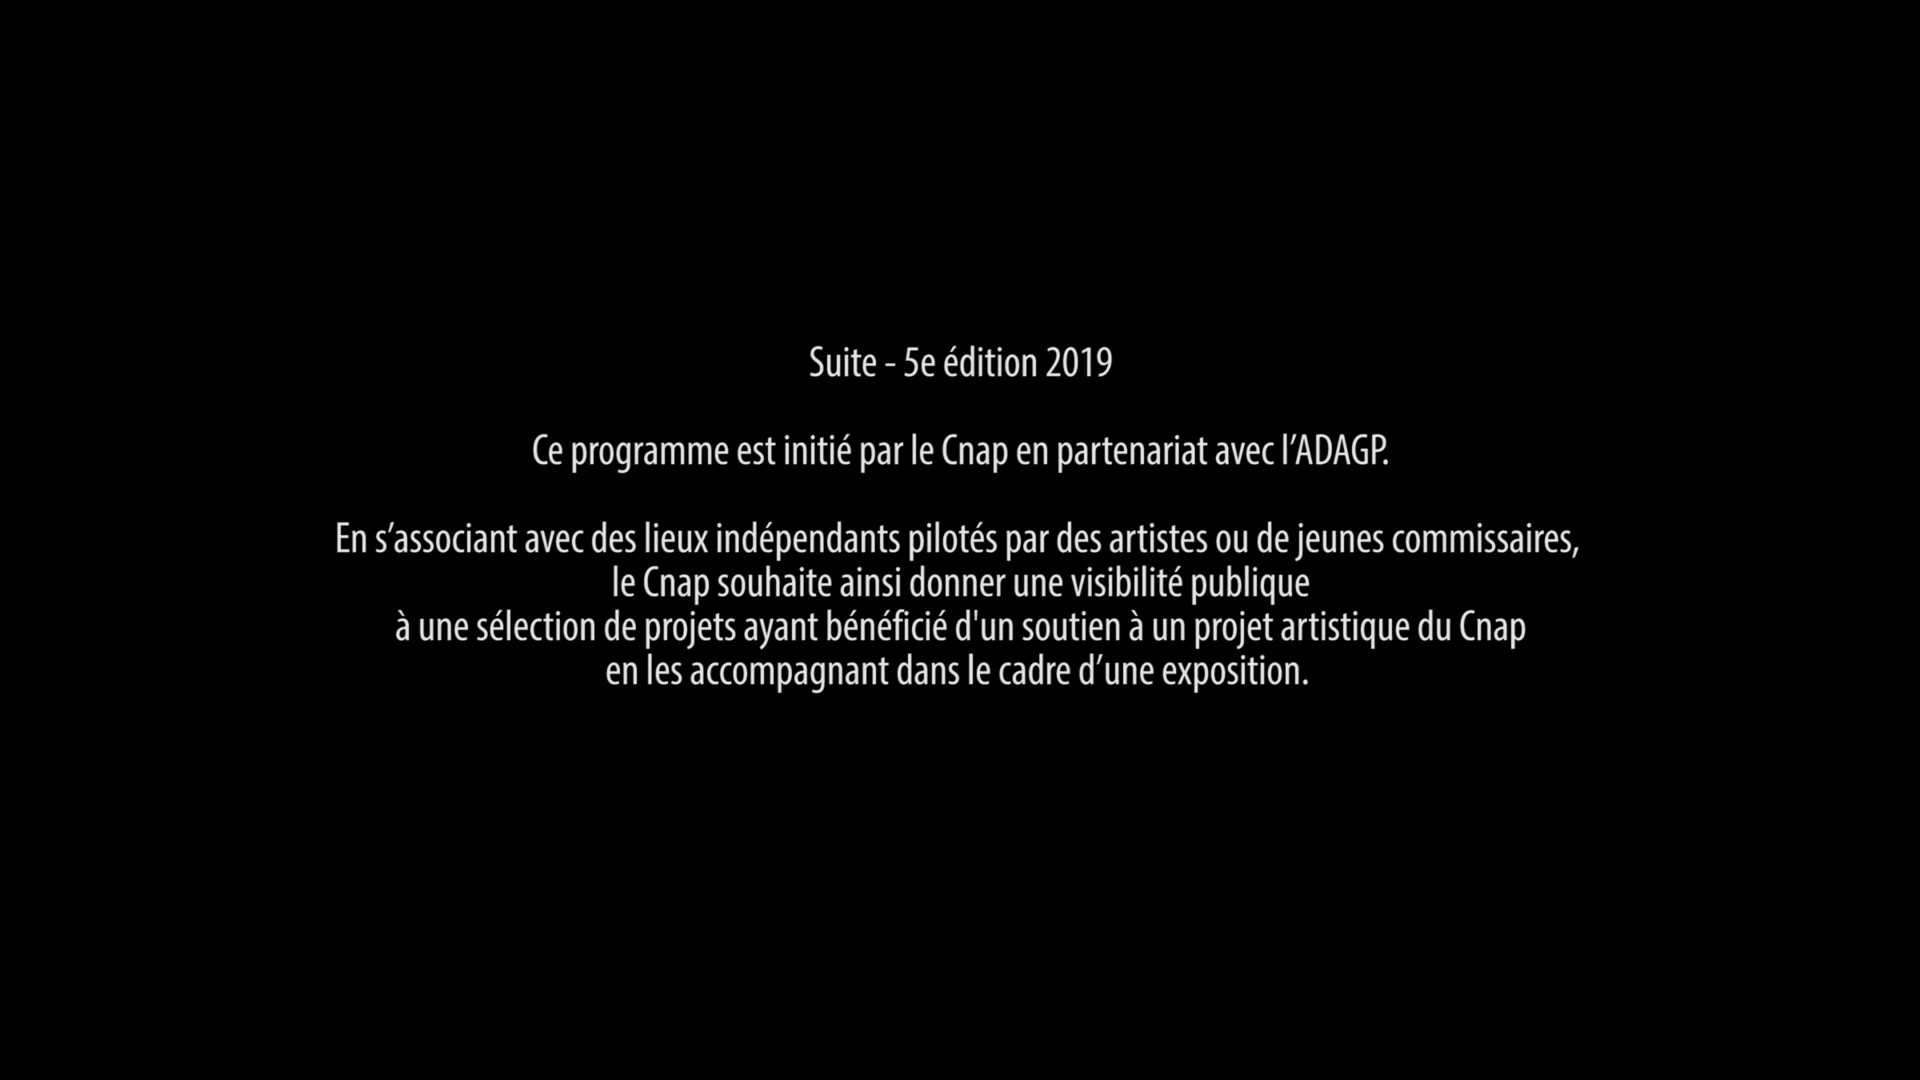 Suite - 5e édition 2019
Ce programme est initié par le Cnap en partenariat avec l’ADAGP.
En s’associant avec des lieux indépendants pilotés par des artistes ou de jeunes commissaires,
le Cnap souhaite ainsi donner une visibilité publique
à une sélection de projets ayant bénéficié d'un soutien à un projet artistique du Cnap
en les accompagnant dans le cadre d’une exposition.